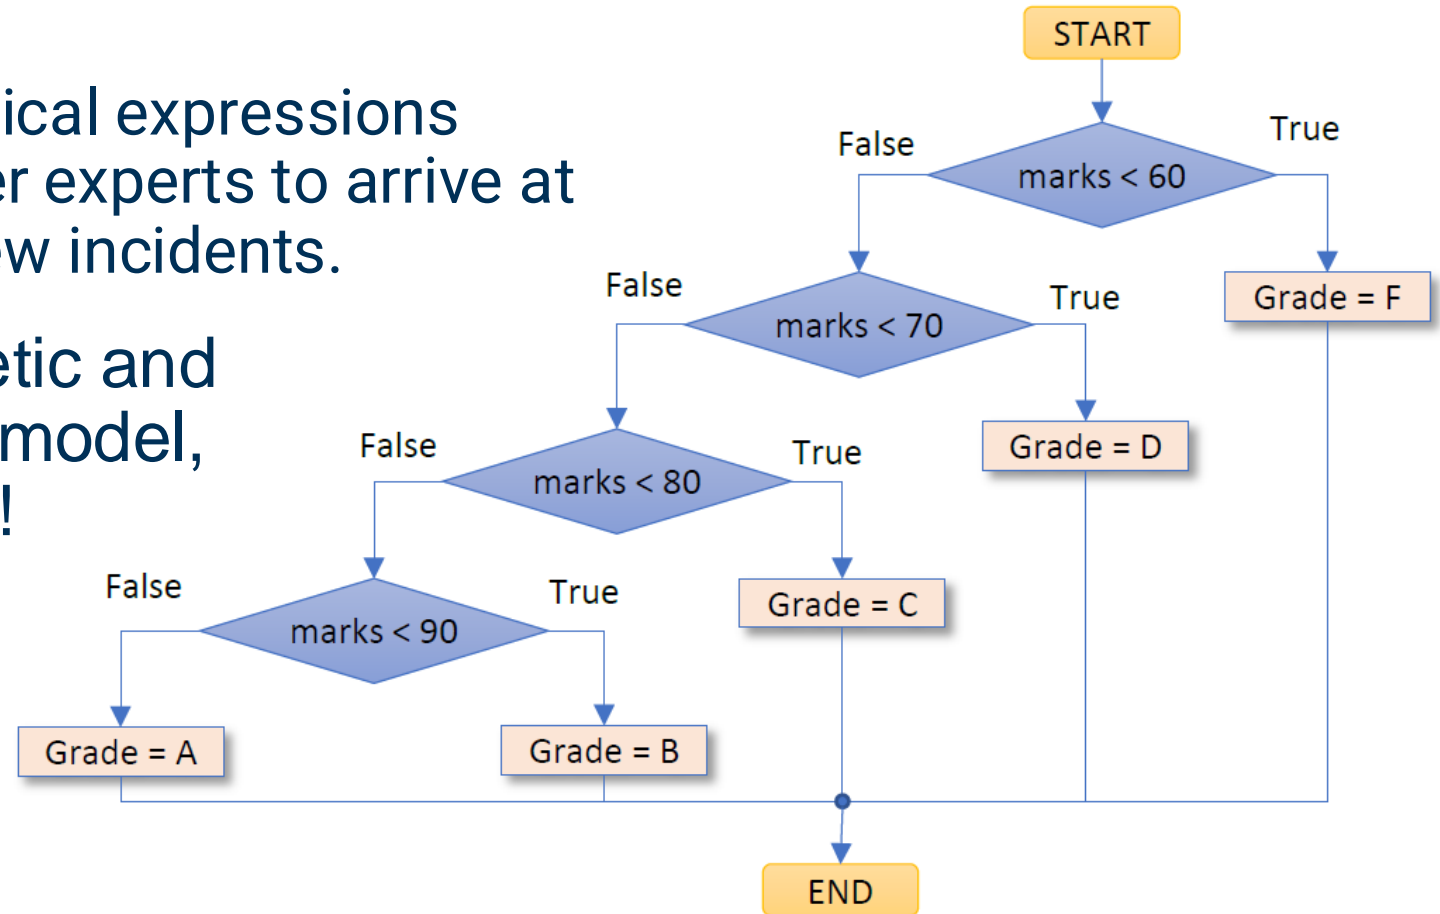 ical expressions
er experts to arrive at
ew incidents.
etic and
model,
!
START
False
True
marks < 60
False
True
Grade = F
marks < 70
False
True
Grade = D
marks < 80
False
True
Grade = C
marks < 90
Grade = A
Grade = B
END